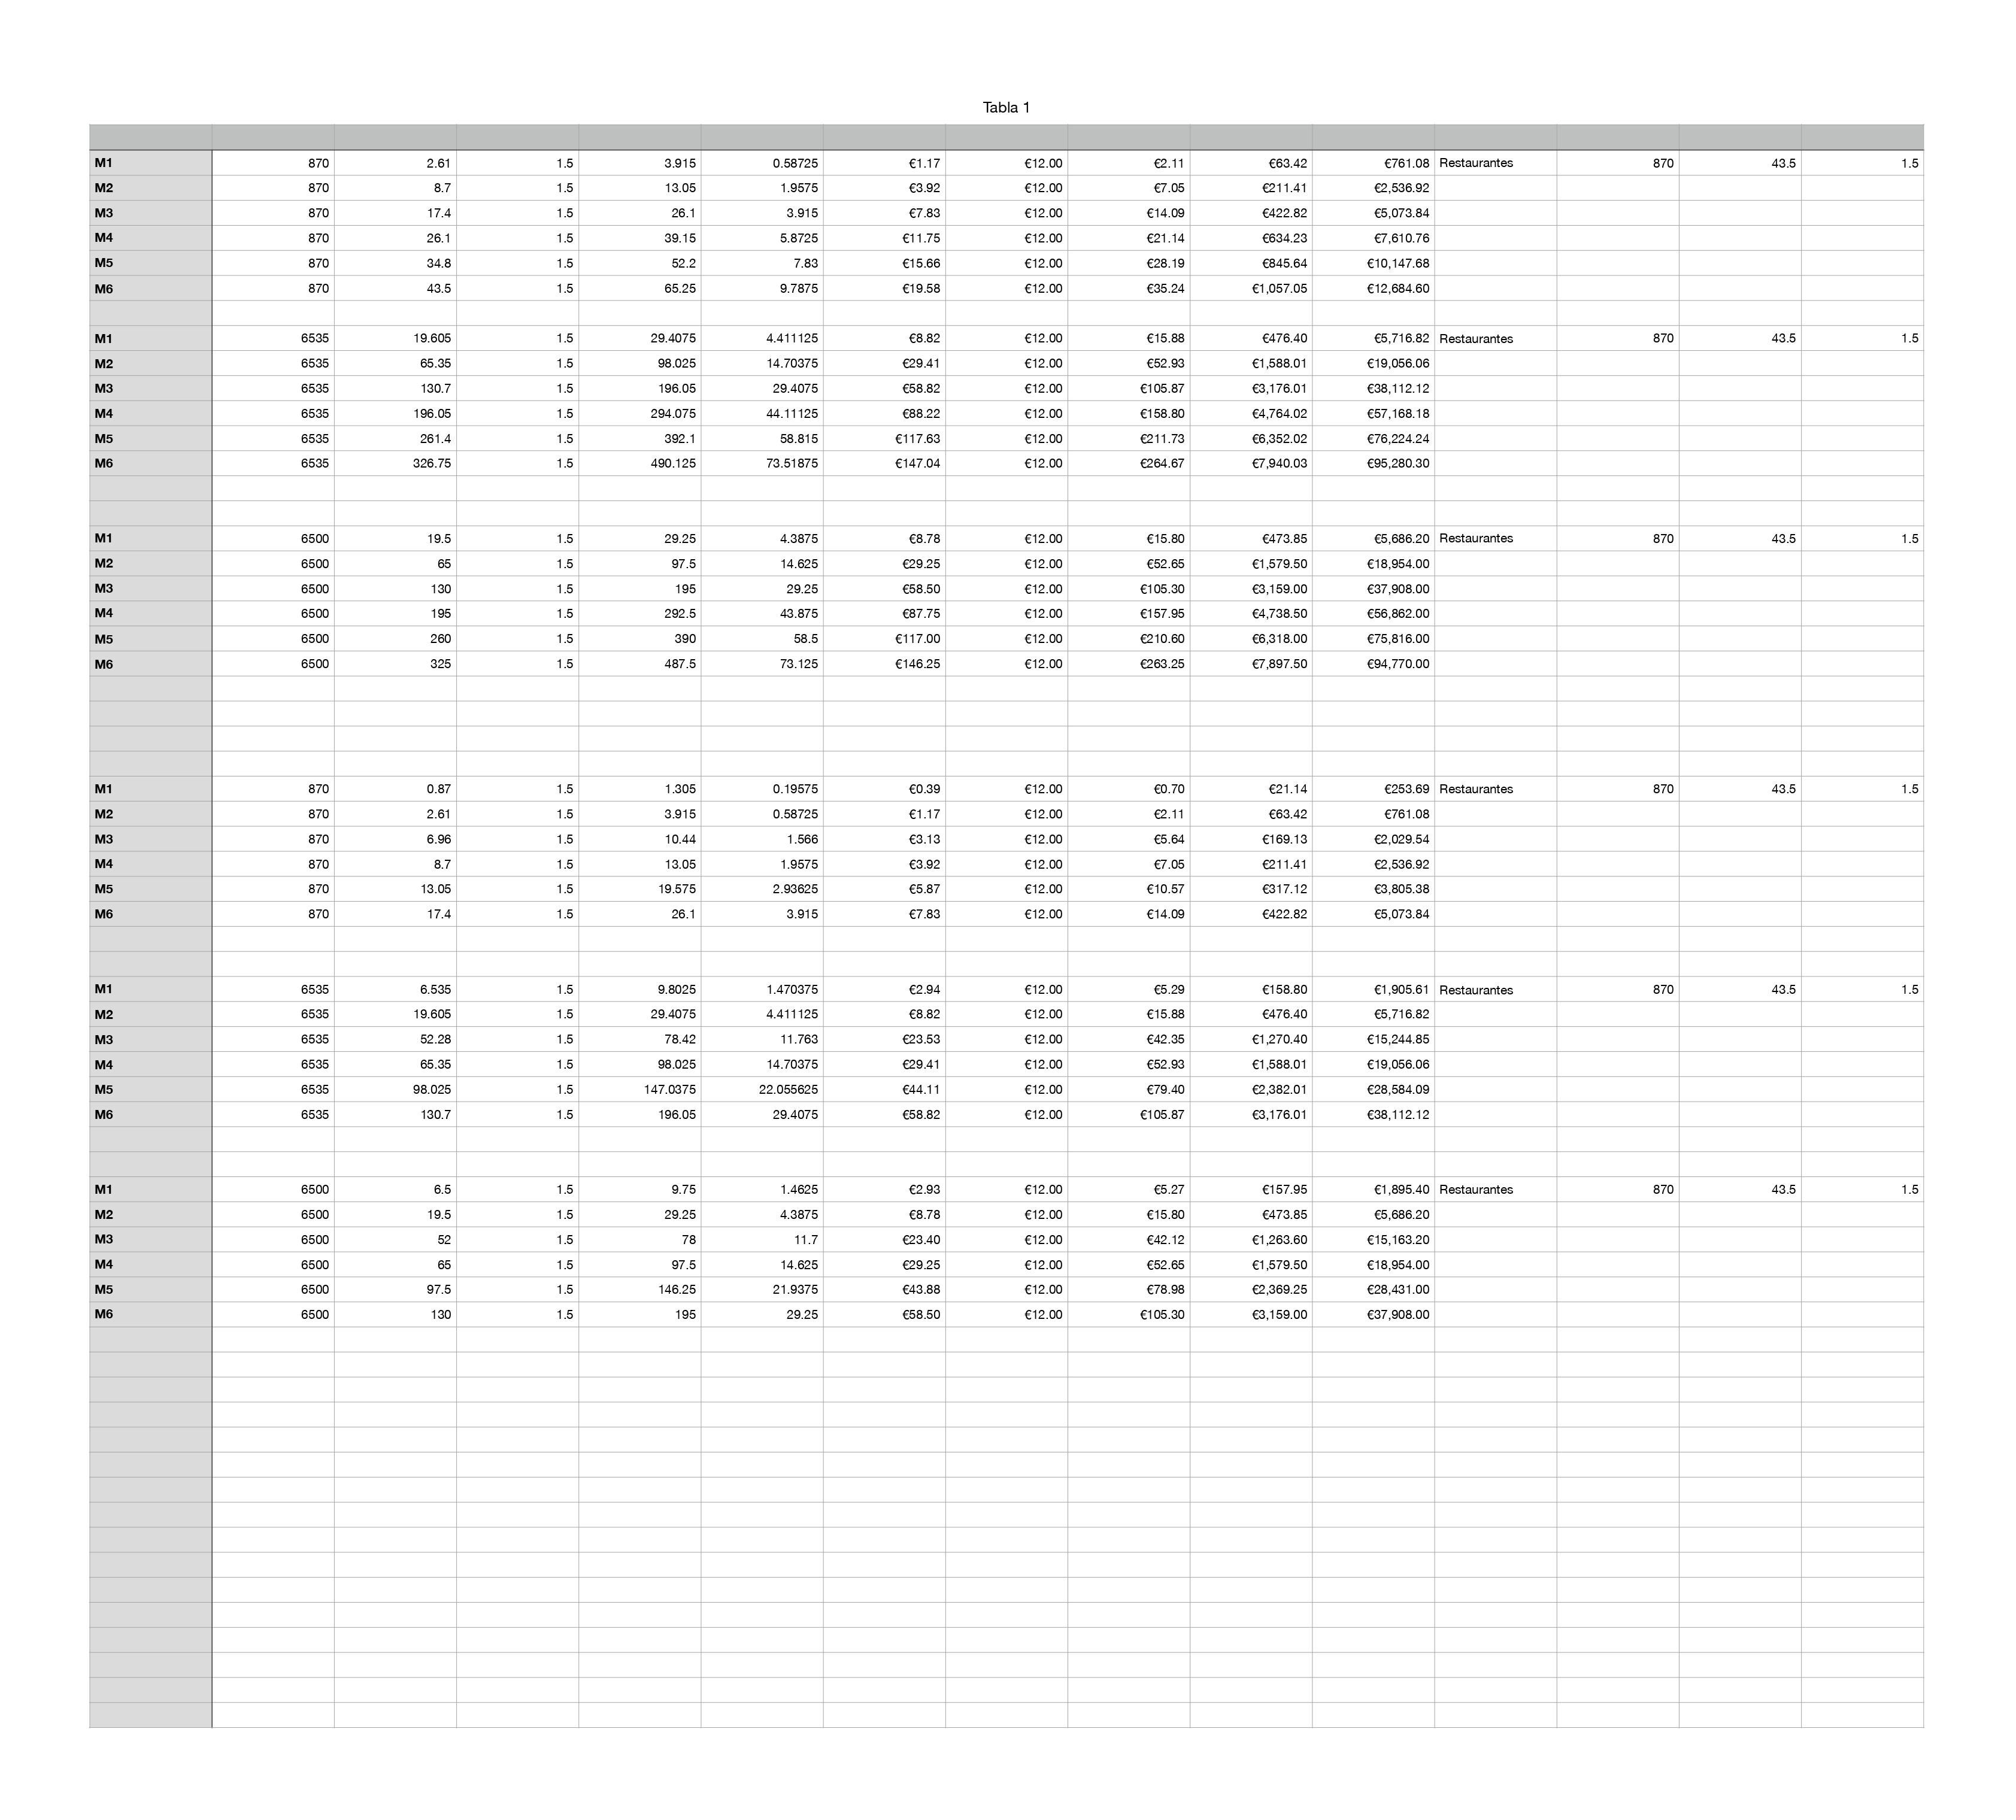 Tabla 1
M1 870 2.61 1.5 3.915 0.58725 €1.17 €12.00 €2.11 €63.42 €761.08 Restaurantes 870 43.5 1.5
M2 870 8.7 1.5 13.05 1.9575 €3.92 €12.00 €7.05 €211.41 €2,536.92
M3 870 17.4 1.5 26.1 3.915 €7.83 €12.00 €14.09 €422.82 €5,073.84
M4 870 26.1 1.5 39.15 5.8725 €11.75 €12.00 €21.14 €634.23 €7,610.76
M5 870 34.8 1.5 52.2 7.83 €15.66 €12.00 €28.19 €845.64 €10,147.68
M6 870 43.5 1.5 65.25 9.7875 €19.58 €12.00 €35.24 €1,057.05 €12,684.60
M1 6535 19.605 1.5 29.4075 4.411125 €8.82 €12.00 €15.88 €476.40 €5,716.82 Restaurantes 870 43.5 1.5
M2 6535 65.35 1.5 98.025 14.70375 €29.41 €12.00 €52.93 €1,588.01 €19,056.06
M3 6535 130.7 1.5 196.05 29.4075 €58.82 €12.00 €105.87 €3,176.01 €38,112.12
M4 6535 196.05 1.5 294.075 44.11125 €88.22 €12.00 €158.80 €4,764.02 €57,168.18
M5 6535 261.4 1.5 392.1 58.815 €117.63 €12.00 €211.73 €6,352.02 €76,224.24
M6 6535 326.75 1.5 490.125 73.51875 €147.04 €12.00 €264.67 €7,940.03 €95,280.30
M1 6500 19.5 1.5 29.25 4.3875 €8.78 €12.00 €15.80 €473.85 €5,686.20 Restaurantes 870 43.5 1.5
M2 6500 65 1.5 97.5 14.625 €29.25 €12.00 €52.65 €1,579.50 €18,954.00
M3 6500 130 1.5 195 29.25 €58.50 €12.00 €105.30 €3,159.00 €37,908.00
M4 6500 195 1.5 292.5 43.875 €87.75 €12.00 €157.95 €4,738.50 €56,862.00
M5 6500 260 1.5 390 58.5 €117.00 €12.00 €210.60 €6,318.00 €75,816.00
M6 6500 325 1.5 487.5 73.125 €146.25 €12.00 €263.25 €7,897.50 €94,770.00
M1 870 0.87 1.5 1.305 0.19575 €0.39 €12.00 €0.70 €21.14 €253.69 Restaurantes 870 43.5 1.5
M2 870 2.61 1.5 3.915 0.58725 €1.17 €12.00 €2.11 €63.42 €761.08
M3 870 6.96 1.5 10.44 1.566 €3.13 €12.00 €5.64 €169.13 €2,029.54
M4 870 8.7 1.5 13.05 1.9575 €3.92 €12.00 €7.05 €211.41 €2,536.92
M5 870 13.05 1.5 19.575 2.93625 €5.87 €12.00 €10.57 €317.12 €3,805.38
M6 870 17.4 1.5 26.1 3.915 €7.83 €12.00 €14.09 €422.82 €5,073.84
M1 6535 6.535 1.5 9.8025 1.470375 €2.94 €12.00 €5.29 €158.80 €1,905.61 Restaurantes 870 43.5 1.5
M2 6535 19.605 1.5 29.4075 4.411125 €8.82 €12.00 €15.88 €476.40 €5,716.82
M3 6535 52.28 1.5 78.42 11.763 €23.53 €12.00 €42.35 €1,270.40 €15,244.85
M4 6535 65.35 1.5 98.025 14.70375 €29.41 €12.00 €52.93 €1,588.01 €19,056.06
M5 6535 98.025 1.5 147.0375 22.055625 €44.11 €12.00 €79.40 €2,382.01 €28,584.09
M6 6535 130.7 1.5 196.05 29.4075 €58.82 €12.00 €105.87 €3,176.01 €38,112.12
M1 6500 6.5 1.5 9.75 1.4625 €2.93 €12.00 €5.27 €157.95 €1,895.40 Restaurantes 870 43.5 1.5
M2 6500 19.5 1.5 29.25 4.3875 €8.78 €12.00 €15.80 €473.85 €5,686.20
M3 6500 52 1.5 78 11.7 €23.40 €12.00 €42.12 €1,263.60 €15,163.20
M4 6500 65 1.5 97.5 14.625 €29.25 €12.00 €52.65 €1,579.50 €18,954.00
M5 6500 97.5 1.5 146.25 21.9375 €43.88 €12.00 €78.98 €2,369.25 €28,431.00
M6 6500 130 1.5 195 29.25 €58.50 €12.00 €105.30 €3,159.00 €37,908.00